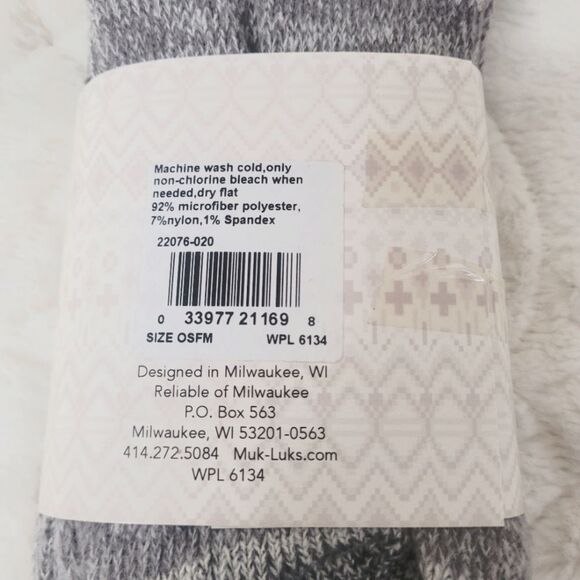 Machine wash cold,only
non-chlorine bleach when
needed,dry flat
92% microfiber polyester,
7%nylon,1% Spandex
22076-020
0 33977 21169 8
SIZE OSFM WPL 6134
Designed in Milwaukee, WI
Reliable of Milwaukee
P.O. Box 563
Milwaukee, WI 53201-0563
414.272.5084 Muk-Luks.com
WPL 6134